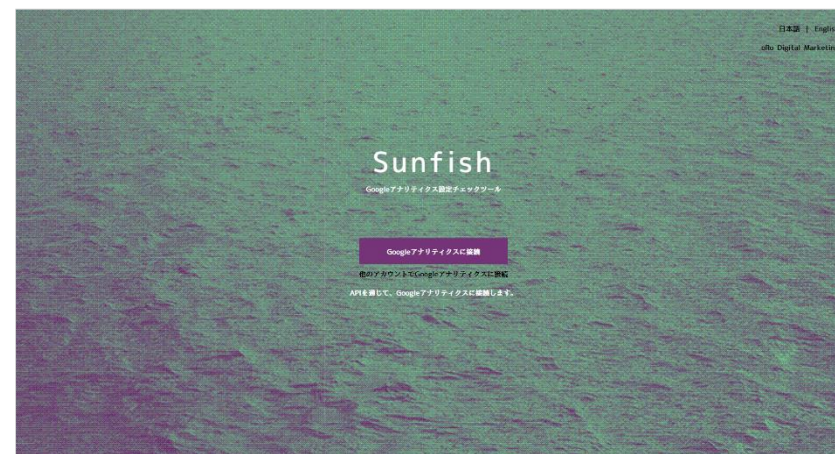 日本語 | Englis
oRo Digital Marketin
Sunfish
Googleアナリティクス設定チェックツール
Googleアナリティクスに接続
他のアカウントでGoogleアナリティクスに接続
APIを通じて、Googleアナリティクスに接続します。